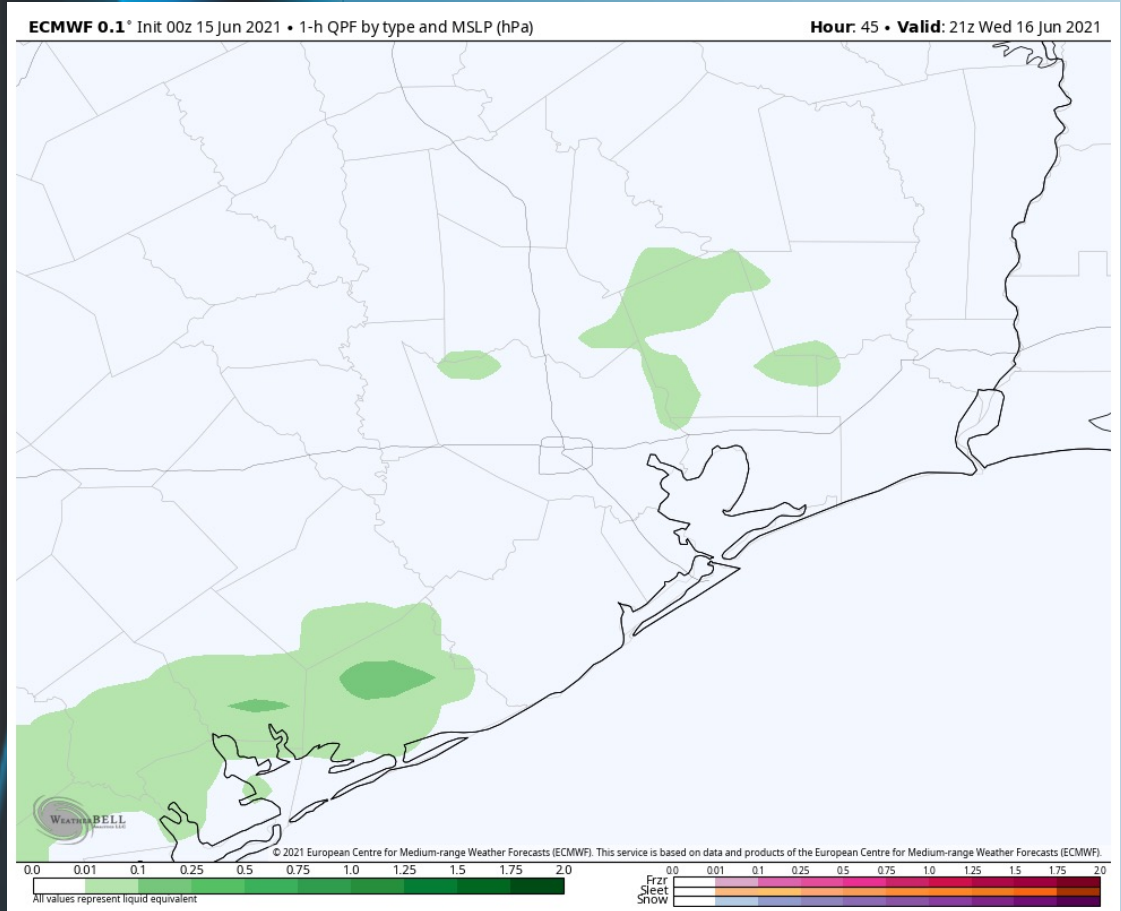 ECMWF 0.1° Init 00z 15 Jun 2021 • 1-h QPF by type and MSLP (hPa) Hour: 45 • Valid: 21z Wed 16 Jun 2021
WEATHERBELL
© 2021 European Centre for Medium-range Weather Forecasts (ECMWF). This service is based on data and products of the European Centre for Medium-range Weather Forecasts (ECMWF).
0.0 0.01 0.1 0.25 0.5 0.75 1.0 1.25 1.5 1.75 2.0
All values represent liquid equivalent
0.0 0.01 0.1 0.25 0.5 0.75 1.0 1.25 1.5 1.75 2.0
Frzr
Sleet
Snow